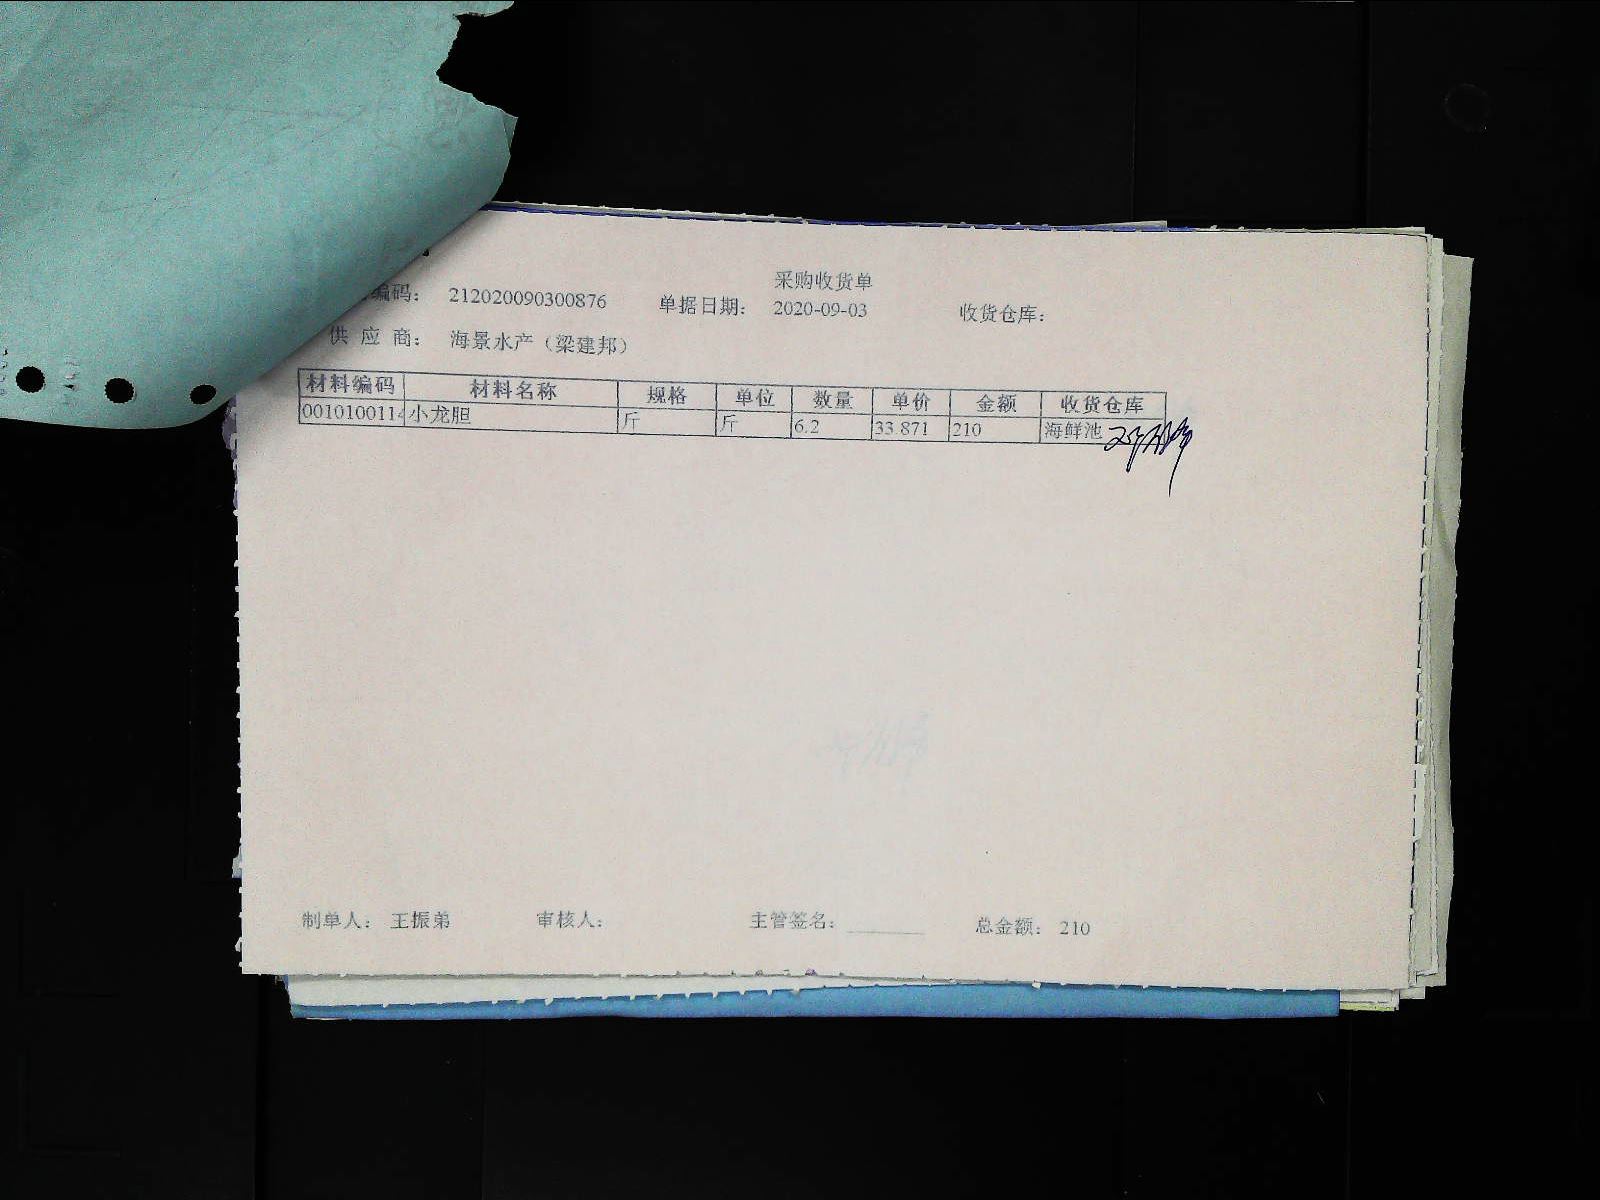 采购收货单
编码： 212020090300876 单据日期： 2020-09-03 收货仓库：
供 应 商： 海景水产（梁建邦）
材料编码 材料名称 规格 单位 数量 单价 金额 收货仓库
0010100114 小龙胆 斤 斤 6.2 33.871 210 海鲜池
制单人： 王振弟 审核人： 主管签名： 总金额： 210